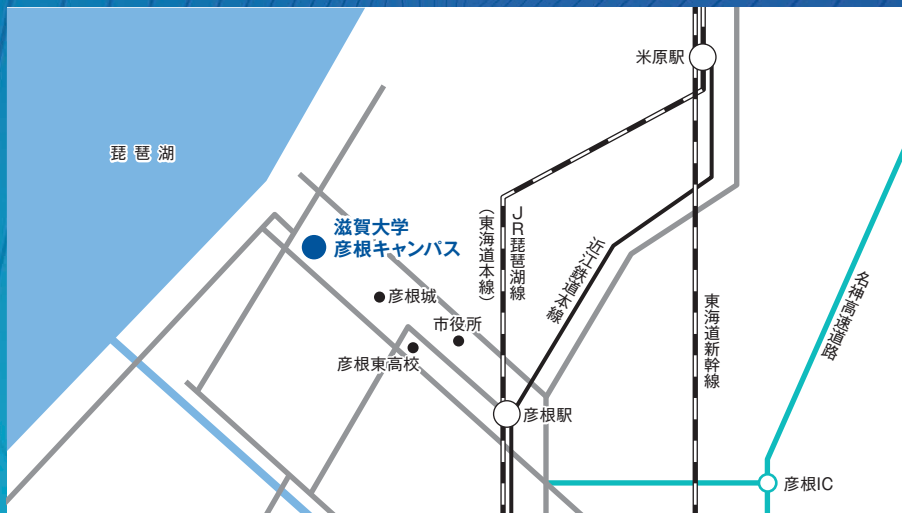 米原駅
琵琶湖
滋賀大学
彦根キャンパス
JR琵琶湖線
(東海道本線)
近江鉄道本線
東海道新幹線
名神高速道路
彦根城
市役所
彦根東高校
彦根駅
彦根IC